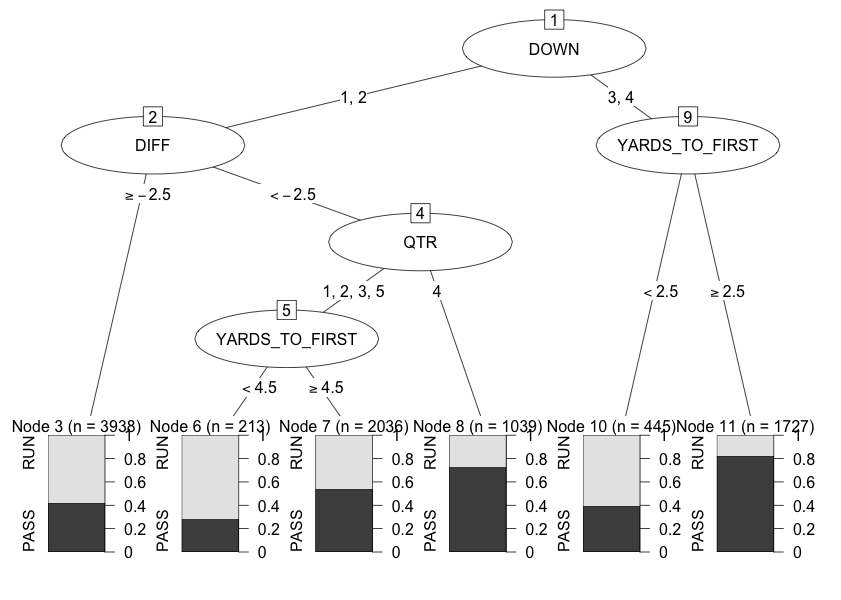 1
DOWN
1, 2
3, 4
2
DIFF
9
YARDS_TO_FIRST
≥ −2.5
< −2.5
4
QTR
1, 2, 3, 5
4
< 2.5
≥ 2.5
5
YARDS_TO_FIRST
< 4.5
≥ 4.5
Node 3 (n = 3938)
RUN
PASS
1
0.8
0.6
0.4
0.2
0
Node 6 (n = 213)
RUN
PASS
1
0.8
0.6
0.4
0.2
0
Node 7 (n = 2036)
RUN
PASS
1
0.8
0.6
0.4
0.2
0
Node 8 (n = 1039)
RUN
PASS
1
0.8
0.6
0.4
0.2
0
Node 10 (n = 445)
RUN
PASS
1
0.8
0.6
0.4
0.2
0
Node 11 (n = 1727)
RUN
PASS
1
0.8
0.6
0.4
0.2
0